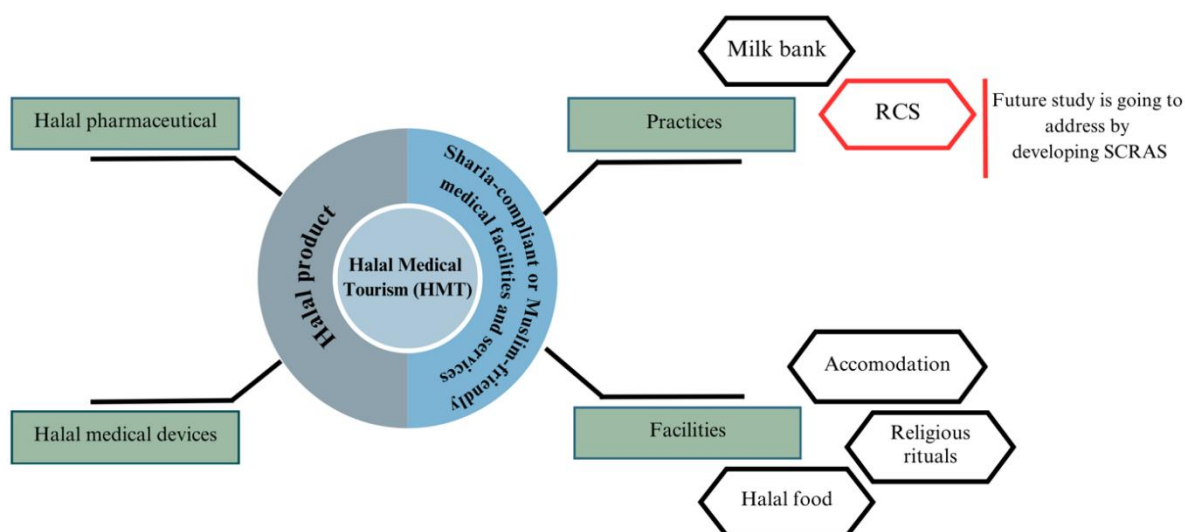 Milk bank
RCS
Future study is going to
address by
developing SCRAS
Halal pharmaceutical
Practices
Halal product
Sharia-compliant or Muslim-friendly
medical facilities and services
Halal Medical
Tourism (HMT)
Accomodation
Halal medical devices
Facilities
Religious
rituals
Halal food